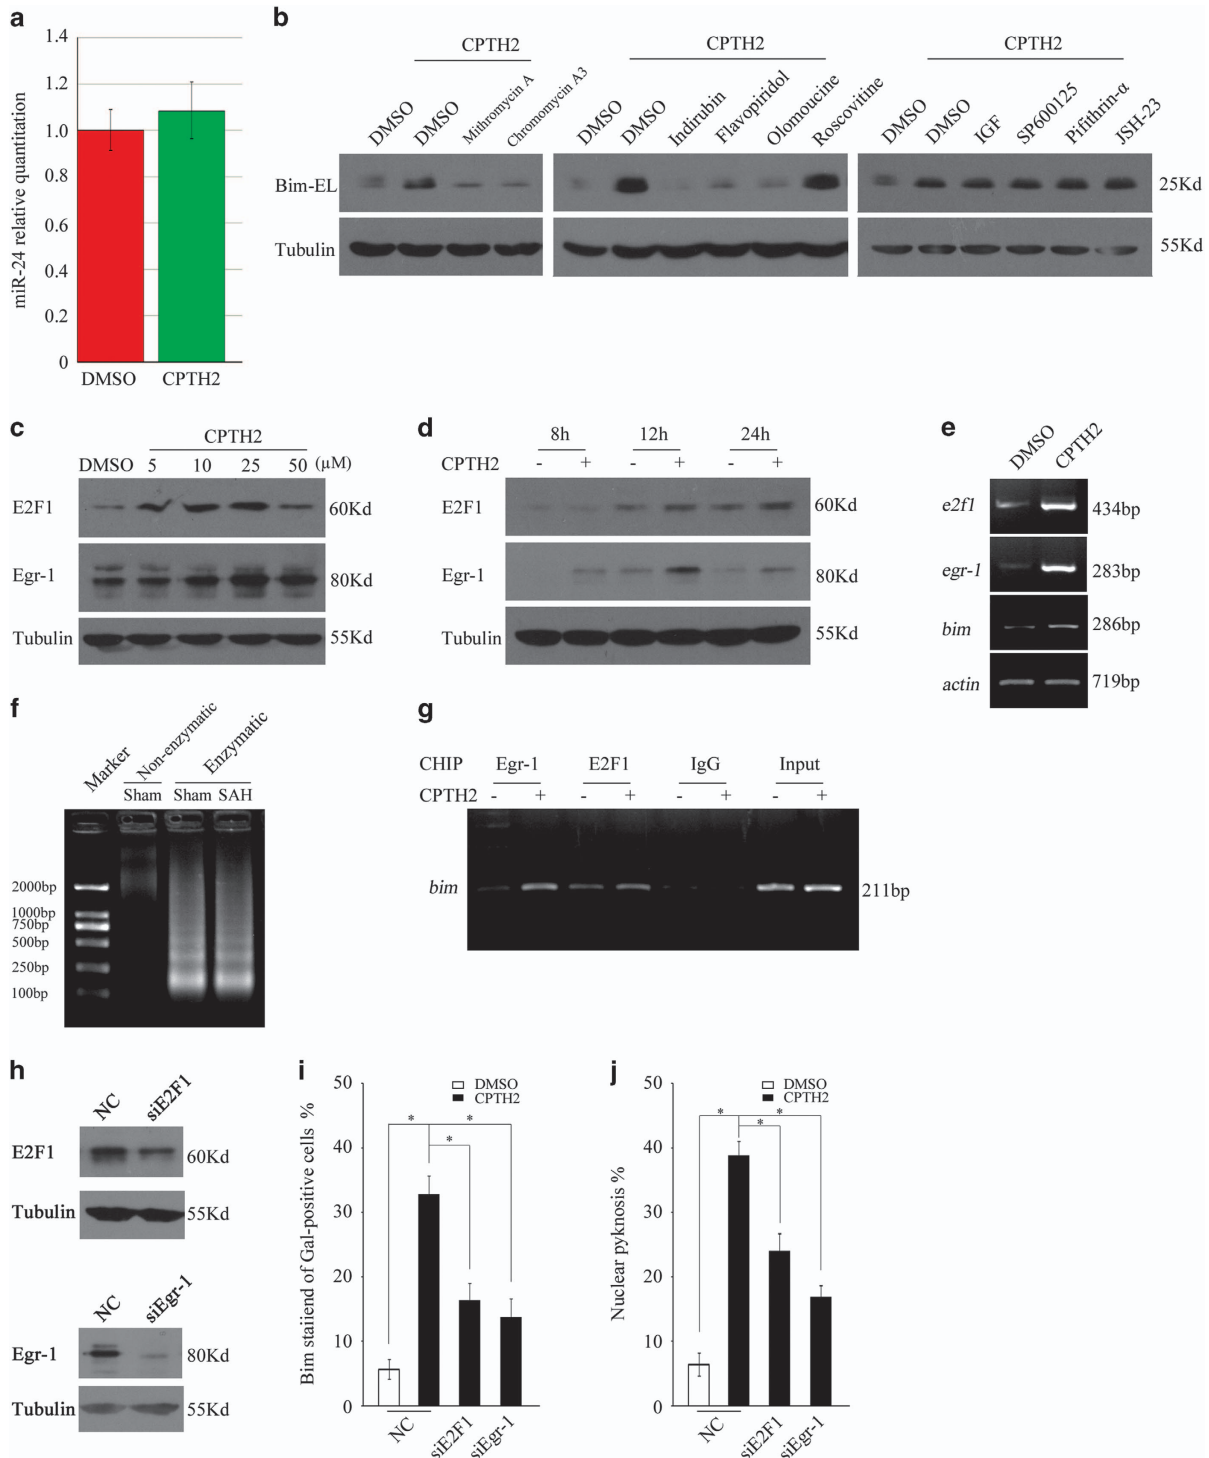 a
miR-24 relative quantitation
1.4
1.2
1.0
0.8
0.6
0.4
0.2
0
DMSO CPTH2
b
CPTH2 CPTH2 CPTH2
DMSO DMSO Mithromycin A Chromomycin A3 DMSO DMSO Indirubin Flavopiridol Olomoucine Roscovitine DMSO DMSO IGF SP600125 Pifithrin-α JSH-23
Bim-EL 25Kd
Tubulin 55Kd
c
CPTH2
DMSO 5 10 25 50 (μM)
E2F1 60Kd
Egr-1 80Kd
Tubulin 55Kd
d
8h 12h 24h
CPTH2 - + - + - +
E2F1 60Kd
Egr-1 80Kd
Tubulin 55Kd
e
DMSO CPTH2
e2f1 434bp
egr-1 283bp
bim 286bp
actin 719bp
f
Marker Non-enzymatic Enzymatic
Sham Sham SAH
2000bp
1000bp
750bp
500bp
250bp
100bp
g
CHIP Egr-1 E2F1 IgG Input
CPTH2 - + - + - + - +
bim 211bp
h
NC siE2F1
E2F1 60Kd
Tubulin 55Kd
NC siEgr-1
Egr-1 80Kd
Tubulin 55Kd
i
Bim staiiend of Gal-positive cells %
50
40
30
20
10
0
DMSO
CPTH2
* *
*
NC siE2F1 siEgr-1
j
Nuclear pyknosis %
50
40
30
20
10
0
DMSO
CPTH2
* *
*
NC siE2F1 siEgr-1